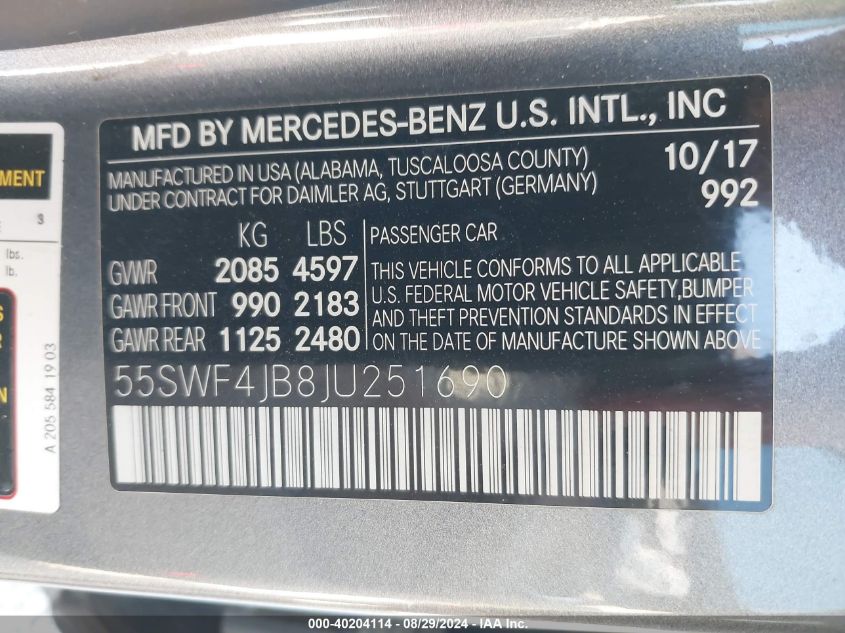 MFD BY MERCEDES-BENZ U.S. INTL., INC
MANUFACTURED IN USA (ALABAMA, TUSCALOOSA COUNTY)
UNDER CONTRACT FOR DAIMLER AG, STUTTGART (GERMANY)
10/17
992
KG LBS
GVWR 2085 4597
GAWR FRONT 990 2183
GAWR REAR 1125 2480
PASSENGER CAR
THIS VEHICLE CONFORMS TO ALL APPLICABLE
U.S. FEDERAL MOTOR VEHICLE SAFETY,BUMPER
AND THEFT PREVENTION STANDARDS IN EFFECT
ON THE DATE OF MANUFACTURE SHOWN ABOVE
55SWF4JB8JU251690
MENT
3
lbs.
lb.
S
R
A 205 584 19 03
000-40204114 - 08/29/2024 - IAA Inc.